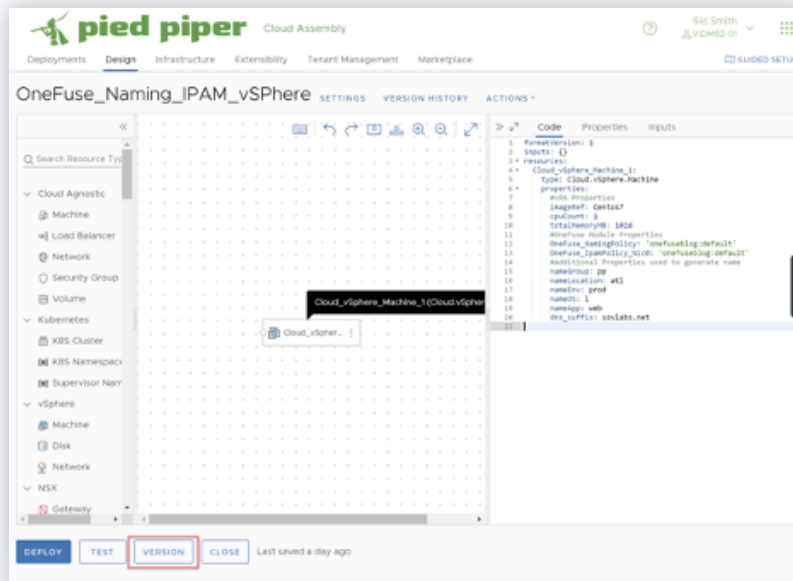 pied piper Cloud Assembly
Sid Smith
VIDM82-01
Deployments Design Infrastructure Extensibility Tenant Management Marketplace
GUIDED SETU
OneFuse_Naming_IPAM_vSPhere SETTINGS VERSION HISTORY ACTIONS
Code Properties Inputs
Search Resource Typ
Cloud Agnostic
Machine
Load Balancer
Network
Security Group
Volume
Kubernetes
K8S Cluster
K8S Namespace
Supervisor Nam
vSphere
Machine
Disk
Network
NSX
Gateway
Cloud_vSphere_Machine_1 (Cloud.vSpher
Cloud_vSpher...
1 formatVersion: 1
2 inputs: {}
3 resources:
4 Cloud_vSphere_Machine_1:
5 type: Cloud.vSphere.Machine
6 properties:
7 #vRA Properties
8 imageRef: Centos7
9 cpuCount: 1
10 totalMemoryMB: 1024
11 #OneFuse Module Properties
12 OneFuse_NamingPolicy: 'onefuseblog:default'
13 OneFuse_IpamPolicy_Nic0: 'onefuseblog:default'
14 #Additional Properties used to generate name
15 nameGroup: pp
16 nameLocation: atl
17 nameEnv: prod
18 nameOS: l
19 nameApp: web
20 dns_suffix: sovlabs.net
21
DEPLOY TEST VERSION CLOSE Last saved a day ago